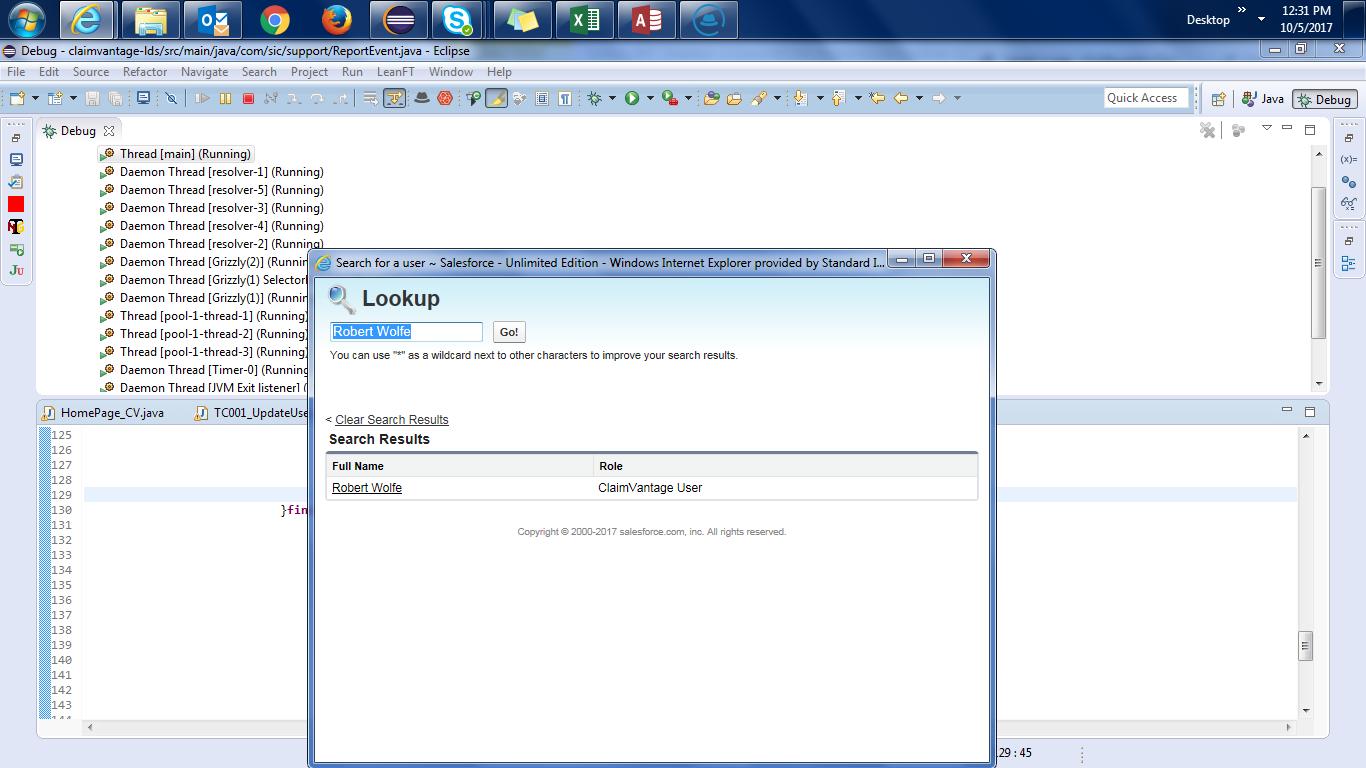 Desktop
12:31 PM
10/5/2017
Debug - claimvantage-lds/src/main/java/com/sic/support/ReportEvent.java - Eclipse
File Edit Source Refactor Navigate Search Project Run LeanFT Window Help
Quick Access
Java
Debug
Debug
Thread [main] (Running)
Daemon Thread [resolver-1] (Running)
Daemon Thread [resolver-5] (Running)
Daemon Thread [resolver-3] (Running)
Daemon Thread [resolver-4] (Running)
Daemon Thread [resolver-2] (Running)
Daemon Thread [Grizzly(2)] (Runn
Daemon Thread [Grizzly(1) Selector
Daemon Thread [Grizzly(1)] (Runnin
Thread [pool-1-thread-1] (Running)
Thread [pool-1-thread-2] (Running)
Thread [pool-1-thread-3] (Running)
Daemon Thread [Timer-0] (Running)
Daemon Thread [JVM Exit listener] (
Search for a user ~ Salesforce - Unlimited Edition - Windows Internet Explorer provided by Standard I...
Lookup
Robert Wolfe
Go!
You can use "*" as a wildcard next to other characters to improve your search results.
< Clear Search Results
Search Results
Full Name Role
Robert Wolfe ClaimVantage User
Copyright © 2000-2017 salesforce.com, inc. All rights reserved.
HomePage_CV.java
TC001_UpdateUse
125
126
127
128
129
130 }fin
131
132
133
134
135
136
137
138
139
140
141
142
143
29 : 45